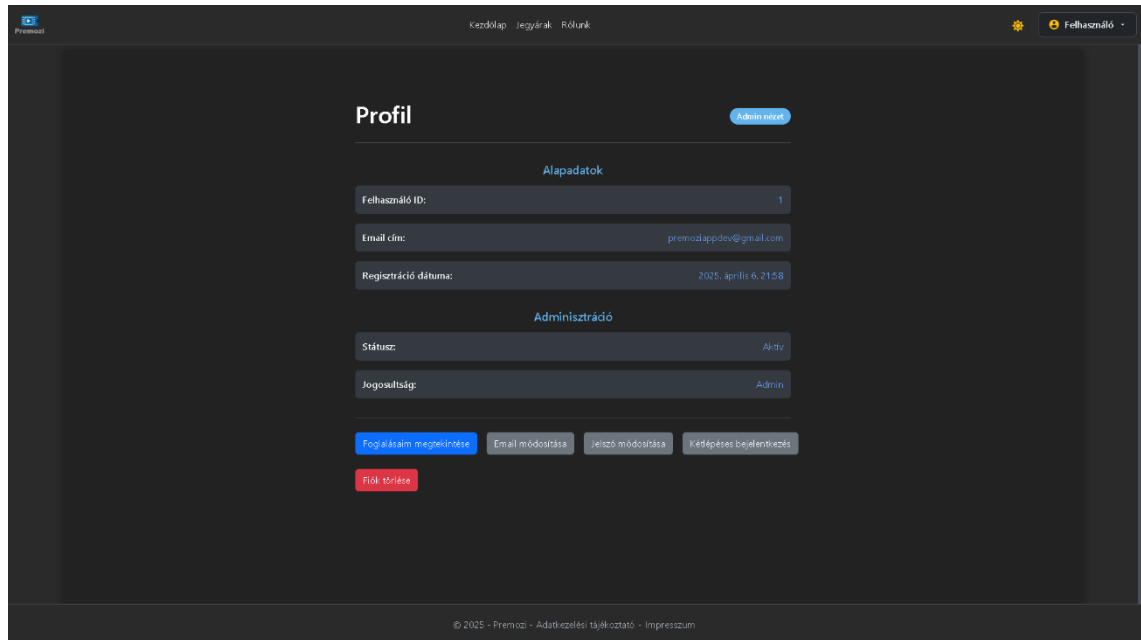 Premozi
Kezdőlap Jegyárak Rólunk
Felhasználó
Profil
Admin nézet
Alapadatok
Felhasználó ID: 1
Email cím: premoziappdev@gmail.com
Regisztráció dátuma: 2025. április 6. 21:58
Adminisztráció
Státusz: Aktív
Jogosultság: Admin
Foglalásaim megtekintése Email módosítása Jelszó módosítása Kétlépéses bejelentkezés
Fiók törlése
© 2025 - Premozi - Adatkezelési tájékoztató - Impresszum